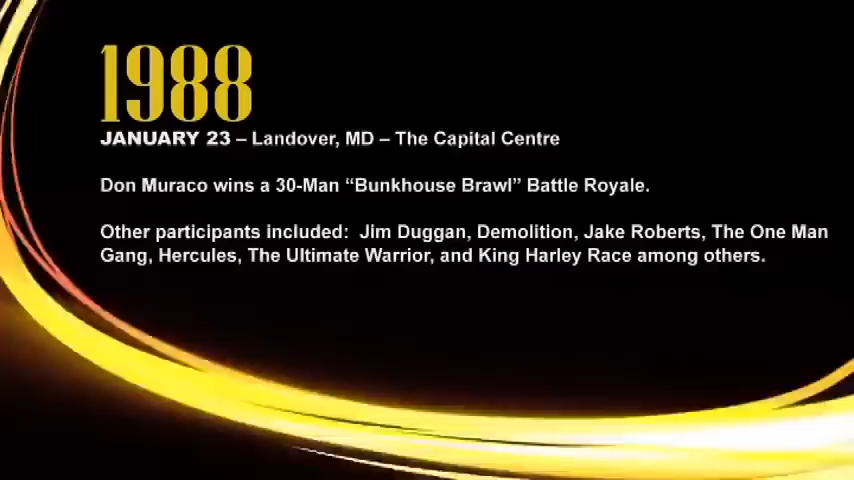 1988
JANUARY 23 – Landover, MD – The Capital Centre
Don Muraco wins a 30-Man “Bunkhouse Brawl” Battle Royale.
Other participants included:  Jim Duggan, Demolition, Jake Roberts, The One Man
Gang, Hercules, The Ultimate Warrior, and King Harley Race among others.